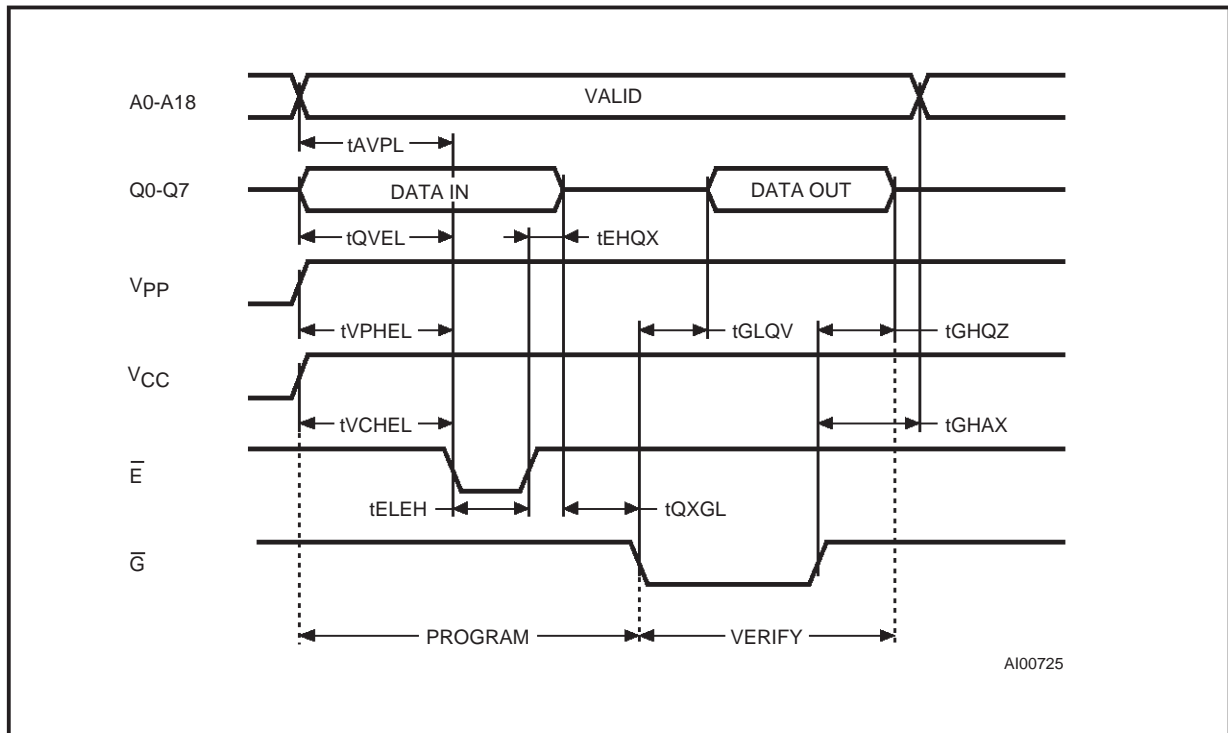 A0-A18
VALID
tAVPL
Q0-Q7
DATA IN
DATA OUT
tQVEL
tEHQX
VPP
tVPHEL
tGLQV
tGHQZ
VCC
tVCHEL
tGHAX
E̅
tELEH
tQXGL
G̅
PROGRAM
VERIFY
AI00725